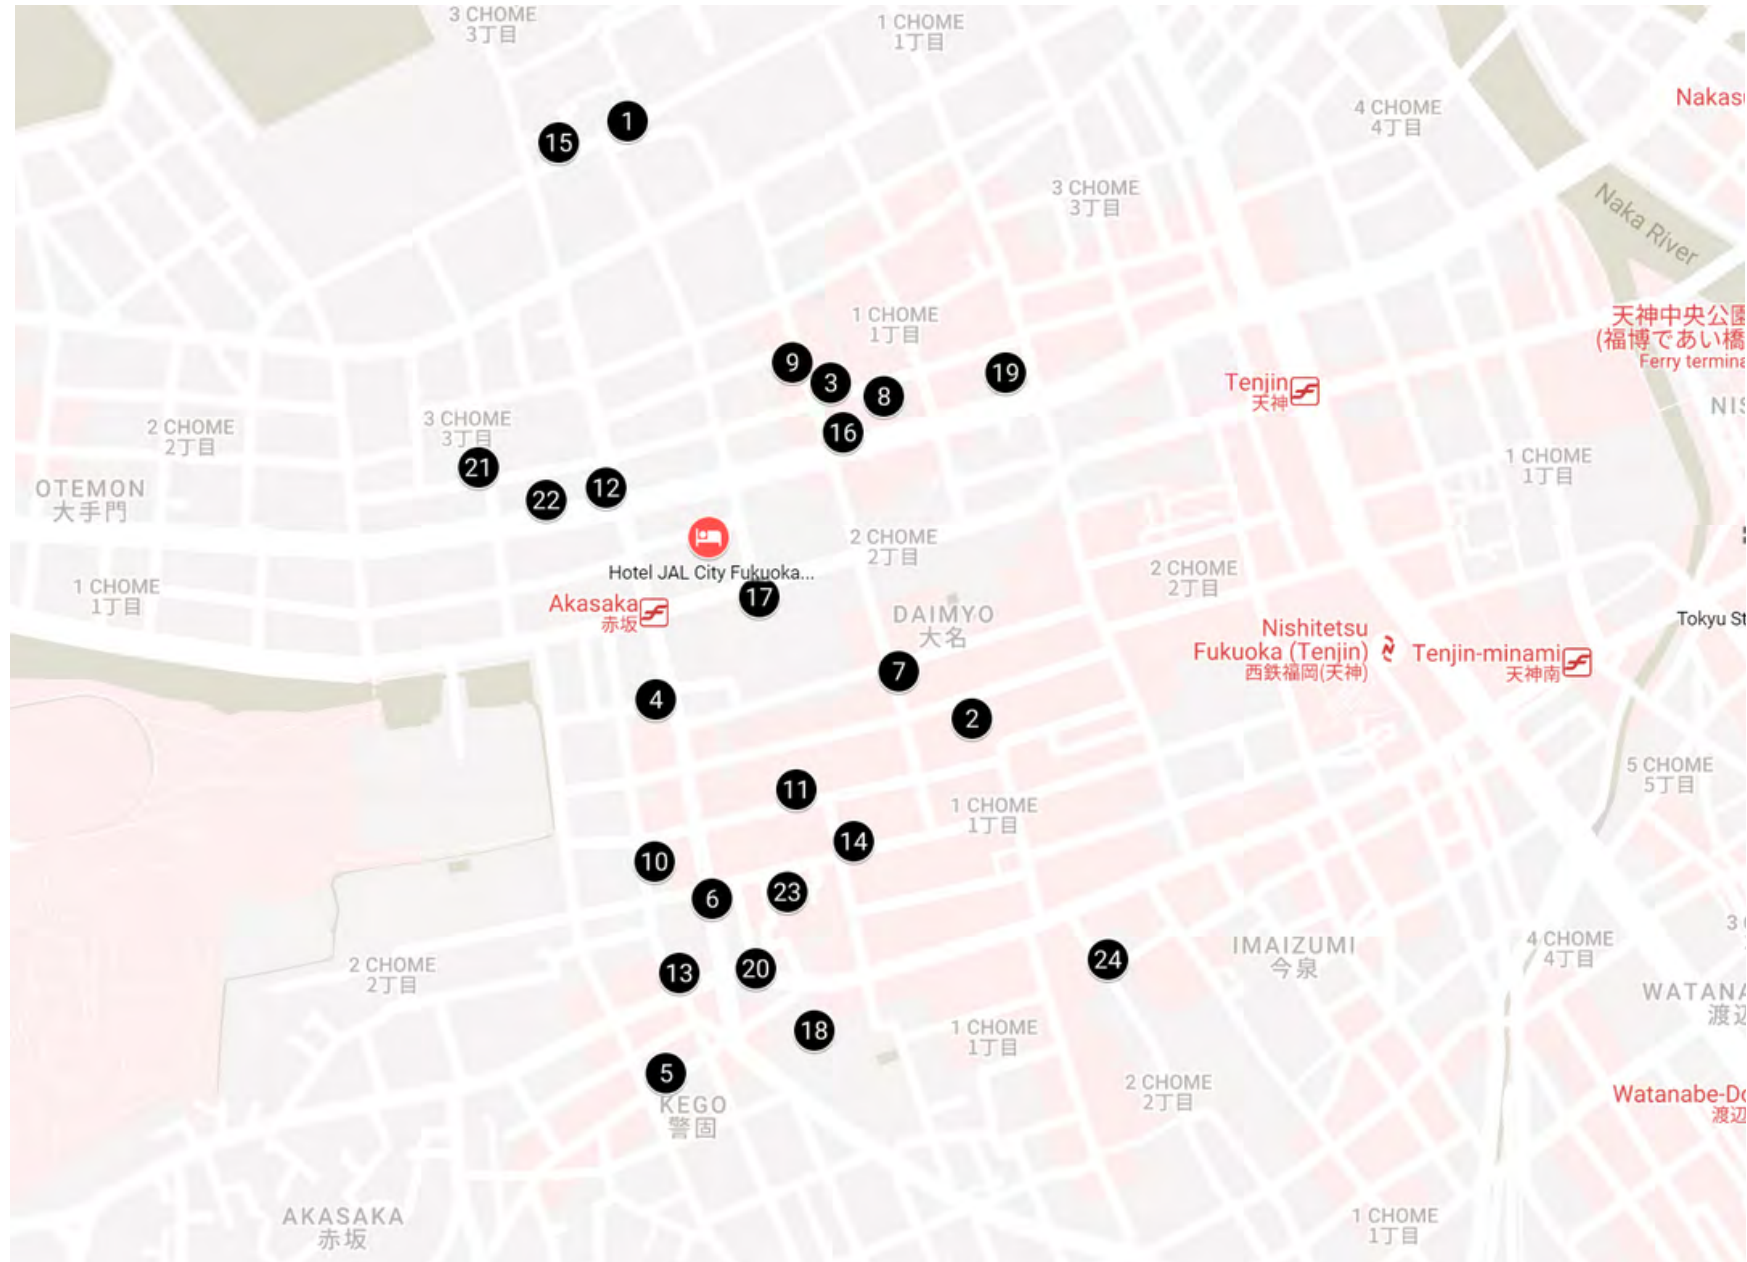 3 CHOME
3丁目
1 CHOME
1丁目
4 CHOME
4丁目
Nakasu
1
15
3 CHOME
3丁目
Naka River
1 CHOME
1丁目
天神中央公園
(福博であい橋
Ferry termina
9
3
8
19
16
Tenjin
天神
NIS
2 CHOME
2丁目
3 CHOME
3丁目
21
22
12
1 CHOME
1丁目
OTEMON
大手門
Hotel JAL City Fukuoka...
2 CHOME
2丁目
1 CHOME
1丁目
Akasaka
赤坂
17
2 CHOME
2丁目
DAIMYO
大名
Tokyu St
Nishitetsu
Fukuoka (Tenjin)
西鉄福岡(天神)
Tenjin-minami
天神南
7
4
2
11
1 CHOME
1丁目
5 CHOME
5丁目
14
10
6
23
2 CHOME
2丁目
13
20
24
IMAIZUMI
今泉
4 CHOME
4丁目
3
WATANA
渡辺
18
1 CHOME
1丁目
5
KEGO
警固
2 CHOME
2丁目
Watanabe-Do
渡辺
AKASAKA
赤坂
1 CHOME
1丁目